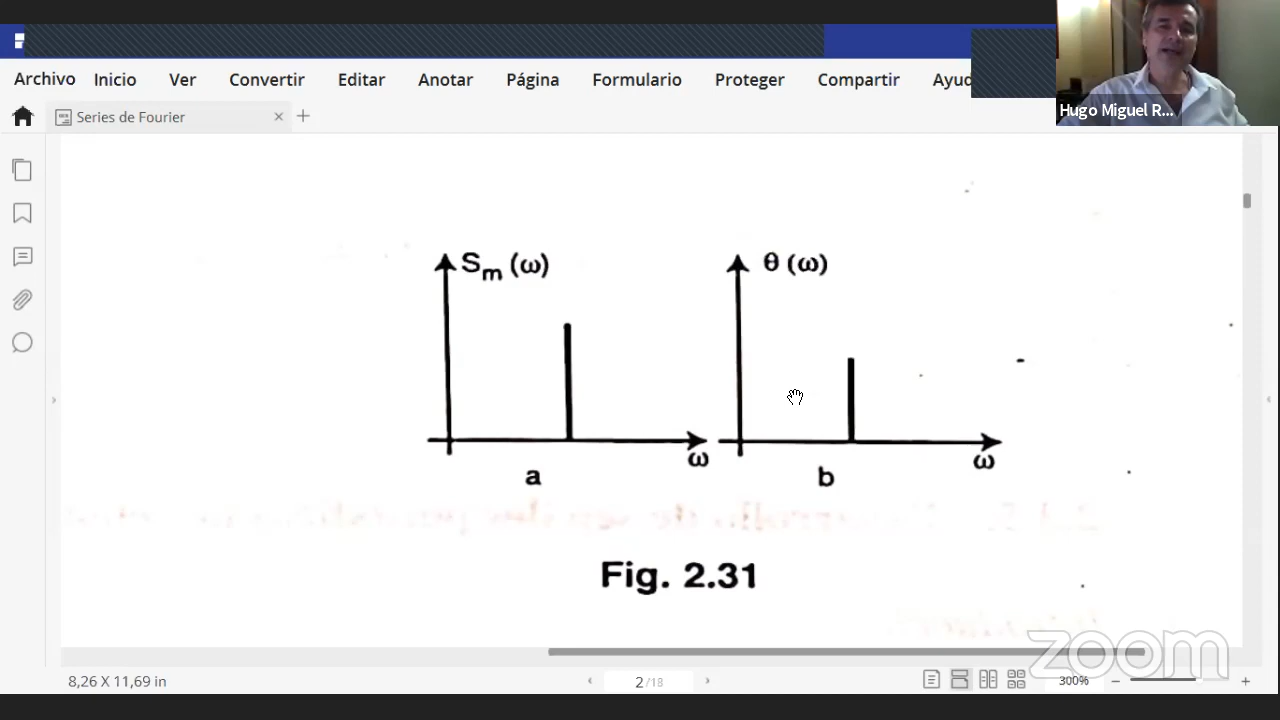 Archivo Inicio Ver Convertir Editar Anotar Página Formulario Proteger Compartir Ayud
Hugo Miguel R...
Series de Fourier
Sm (ω)
θ (ω)
ω
ω
a
b
Fig. 2.31
zoom
8,26 X 11,69 in
2/18
300%